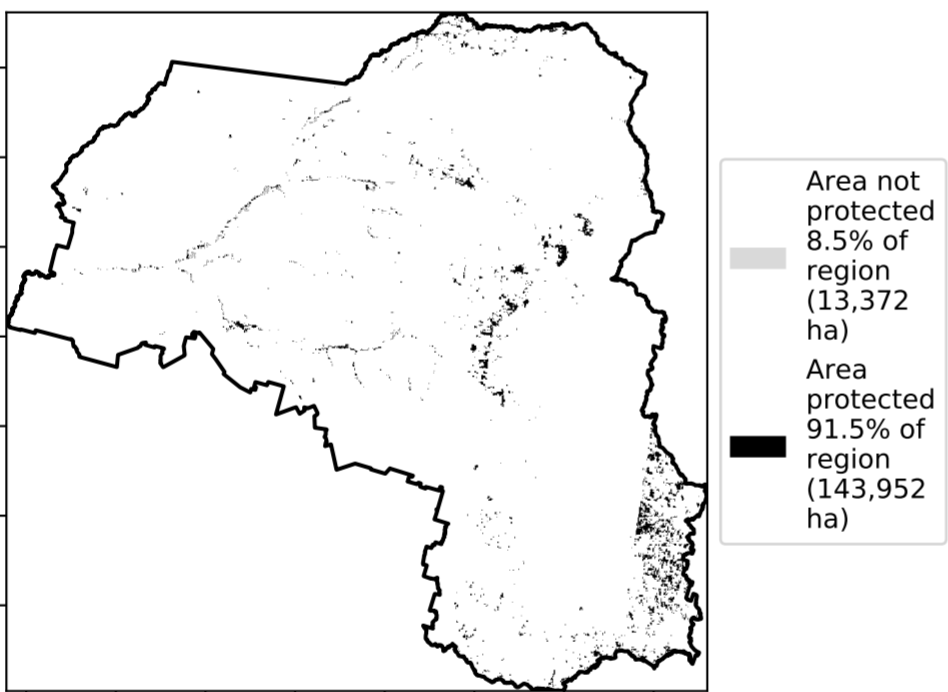 Area not
protected
8.5% of
region
(13,372
ha)
Area
protected
91.5% of
region
(143,952
ha)